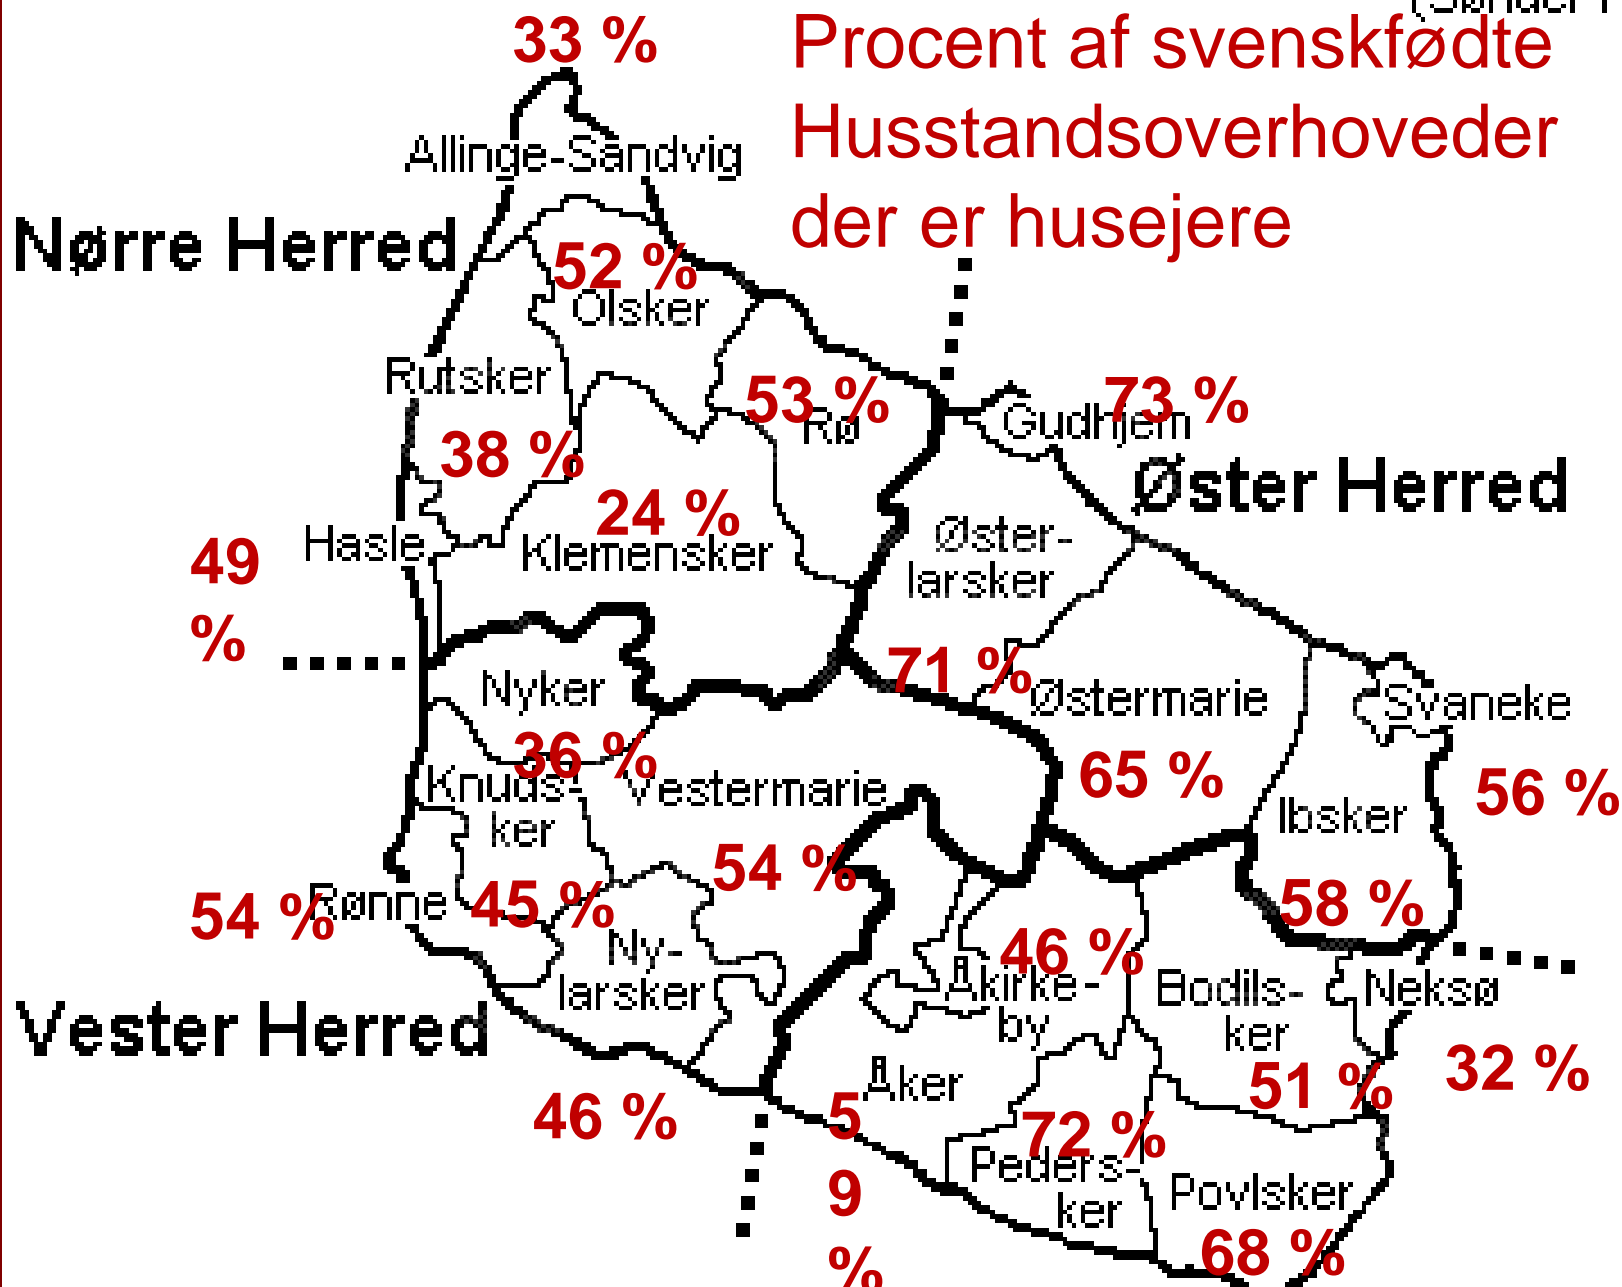 33 %
Procent af svenskfødte
Husstandsoverhoveder
der er husejere
Allinge-Sandvig
Nørre Herred
52 %
Olsker
Rutsker
53 %
Rø
73 %
Gudhjem
38 %
Øster Herred
24 %
49
%
Hasle
Klemensker
Øster-
larsker
71 %
Nyker
Østermarie
Svaneke
36 %
65 %
56 %
Knuds-
ker
Vestermarie
Ibsker
54 %
54 %
Rønne
45 %
58 %
46 %
Ny-
larsker
Åkirke-
by
Bodils-
ker
Neksø
Vester Herred
Åker
51 %
32 %
46 %
5
9
%
72 %
Peders-
ker
Povlsker
68 %